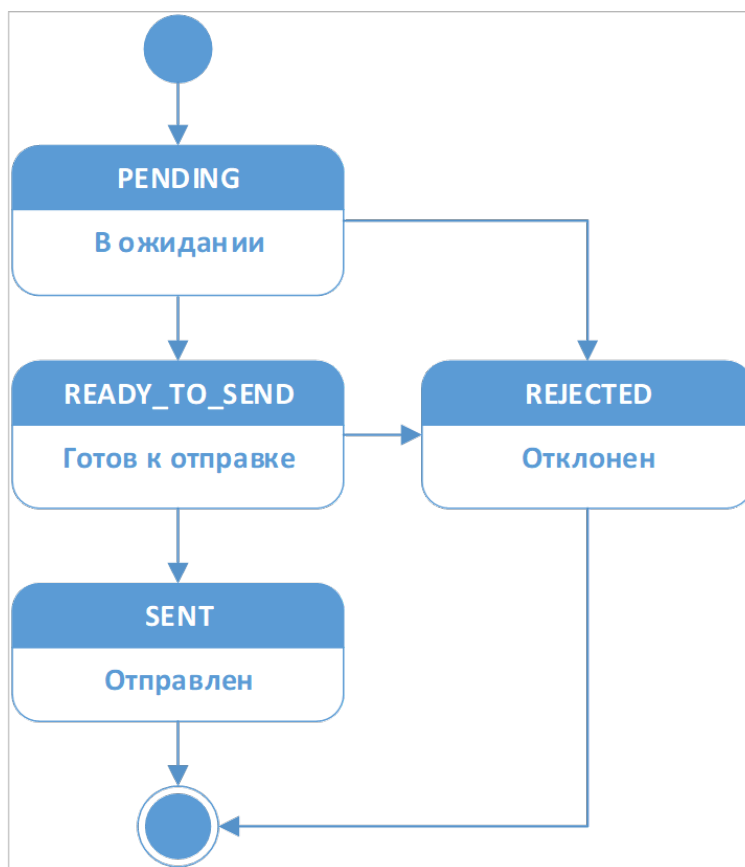 PENDING
В ожидании
READY_TO_SEND
Готов к отправке
REJECTED
Отклонен
SENT
Отправлен